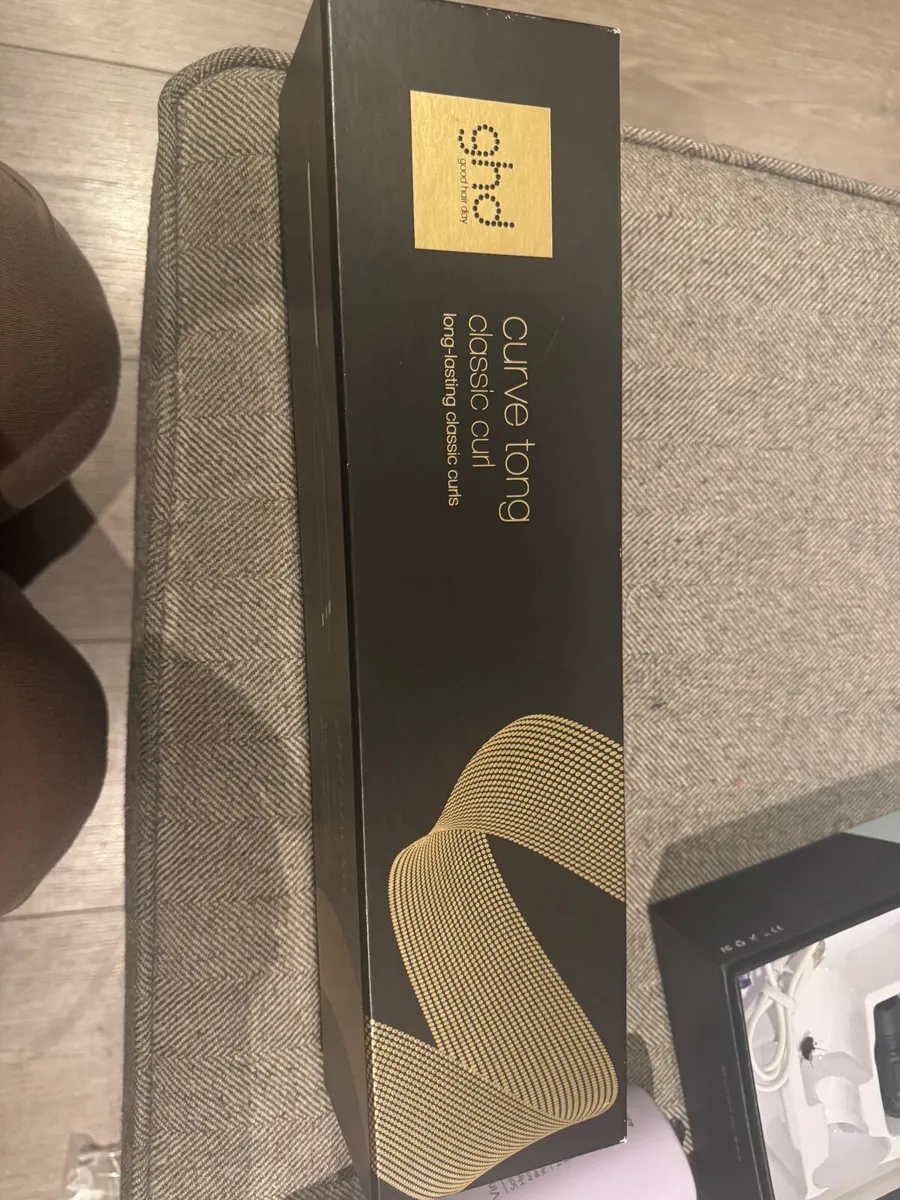 ghd
good hair day
curve tong
classic curl
long-lasting classic curls